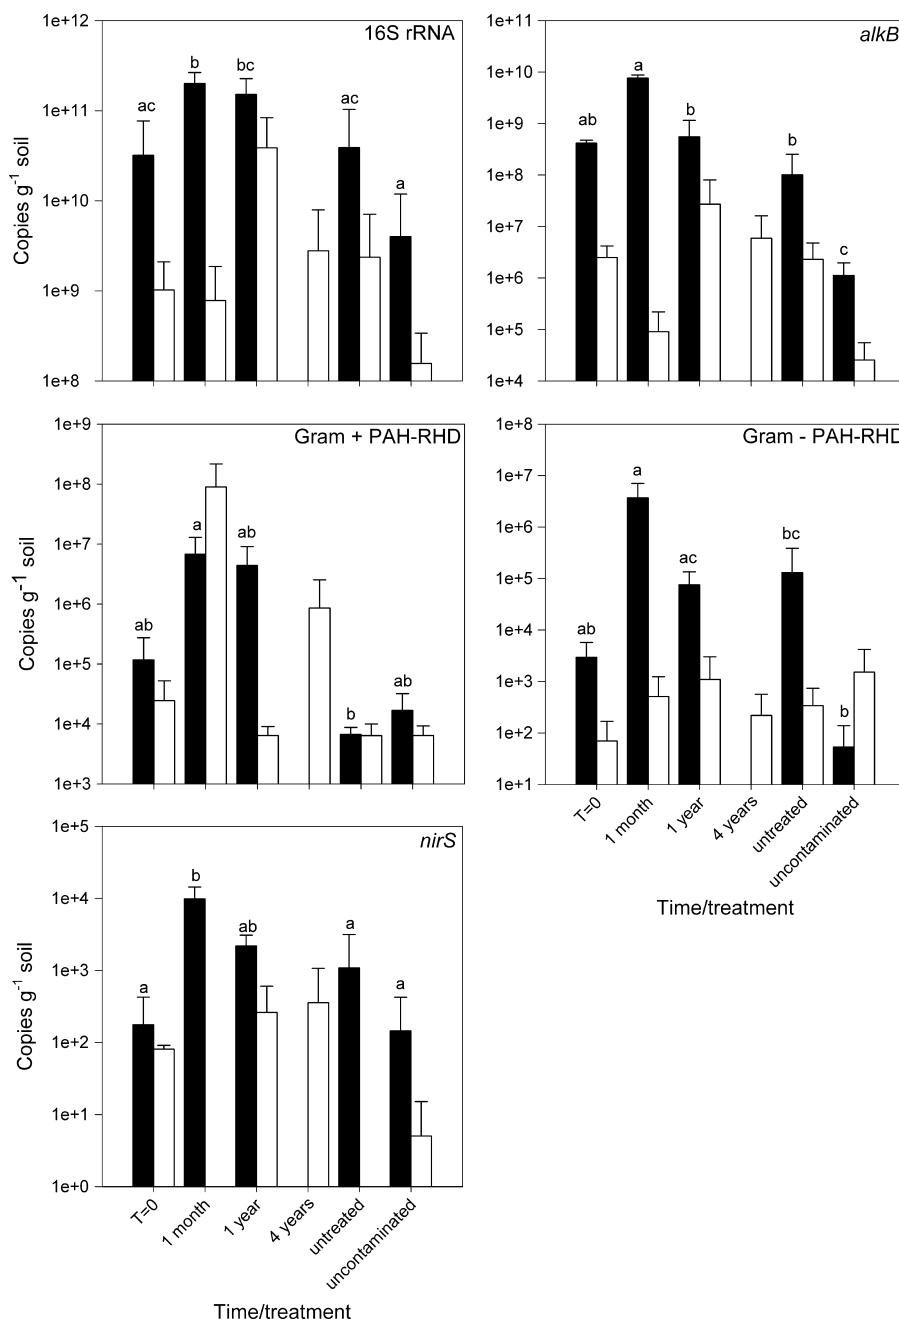 16S rRNA
1e+12
1e+11
1e+10
1e+9
1e+8
Copies g⁻¹ soil
ac
b
bc
ac
a
alkB
1e+11
1e+10
1e+9
1e+8
1e+7
1e+6
1e+5
1e+4
ab
a
b
b
c
Gram + PAH-RHD
1e+9
1e+8
1e+7
1e+6
1e+5
1e+4
1e+3
Copies g⁻¹ soil
ab
a
ab
b
ab
Gram - PAH-RHD
1e+8
1e+7
1e+6
1e+5
1e+4
1e+3
1e+2
1e+1
ab
a
ac
bc
b
T=0
1 month
1 year
4 years
untreated
uncontaminated
Time/treatment
nirS
1e+5
1e+4
1e+3
1e+2
1e+1
1e+0
Copies g⁻¹ soil
a
b
ab
a
a
T=0
1 month
1 year
4 years
untreated
uncontaminated
Time/treatment